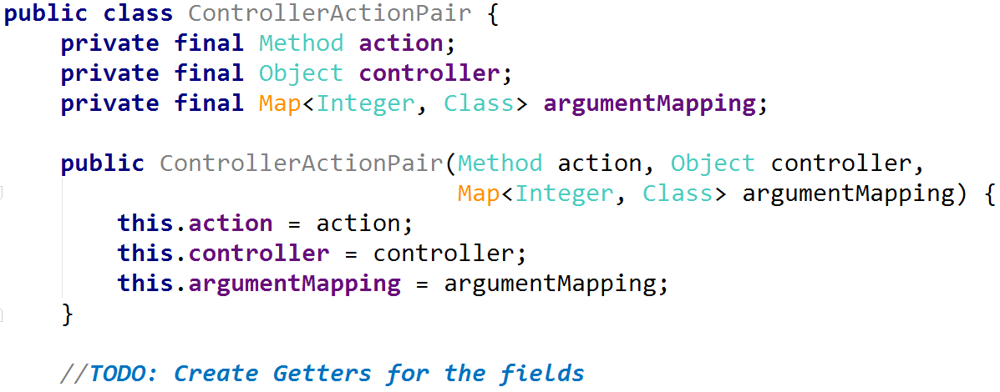 public class ControllerActionPair {
    private final Method action;
    private final Object controller;
    private final Map<Integer, Class> argumentMapping;
    public ControllerActionPair(Method action, Object controller,
                                Map<Integer, Class> argumentMapping) {
        this.action = action;
        this.controller = controller;
        this.argumentMapping = argumentMapping;
    }
    //TODO: Create Getters for the fields